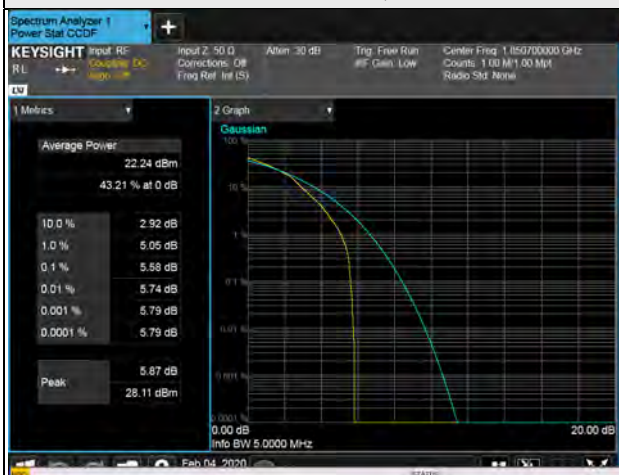 Spectrum Analyzer 1
Power Stat CCDF
+
KEYSIGHT Input: RF
RL
Coupling: DC
Align: Off
Input Z: 50 Ω
Corrections: Off
Freq Ref: Int (S)
Atten: 30 dB
Trig: Free Run
#IF Gain: Low
Center Freq: 1.850700000 GHz
Counts: 1.00 M/1.00 Mpt
Radio Std: None
LW
1 Metrics
Average Power
22.24 dBm
43.21 % at 0 dB
10.0 % 2.92 dB
1.0 % 5.05 dB
0.1 % 5.58 dB
0.01 % 5.74 dB
0.001 % 5.79 dB
0.0001 % 5.79 dB
Peak
5.87 dB
28.11 dBm
2 Graph
Gaussian
100 %
10 %
1 %
0.1 %
0.01 %
0.001 %
0.0001 %
0.00 dB
20.00 dB
Info BW 5.0000 MHz
Feb 04, 2020
STATUS